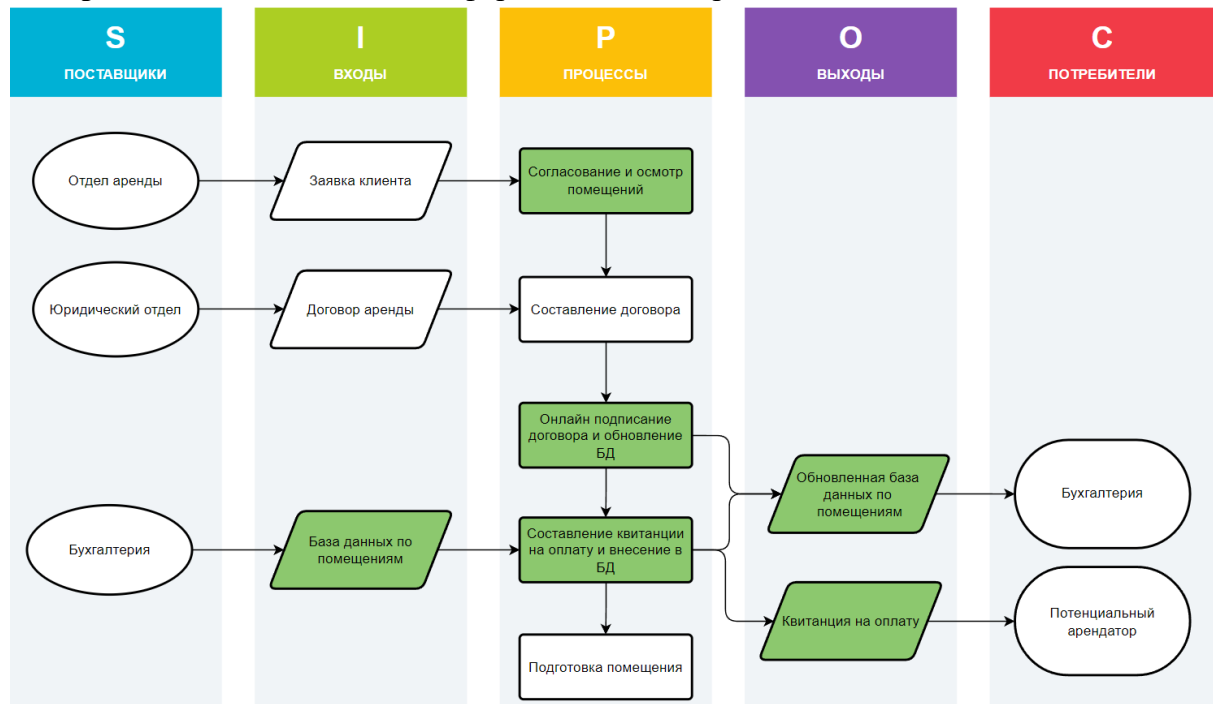 S
ПОСТАВЩИКИ
I
ВХОДЫ
P
ПРОЦЕССЫ
O
ВЫХОДЫ
C
ПОТРЕБИТЕЛИ
Отдел аренды
Заявка клиента
Согласование и осмотр
помещений
Юридический отдел
Договор аренды
Составление договора
Онлайн подписание
договора и обновление
БД
Обновленная база
данных по
помещениям
Бухгалтерия
Бухгалтерия
База данных по
помещениям
Составление квитанции
на оплату и внесение в
БД
Квитанция на оплату
Потенциальный
арендатор
Подготовка помещения